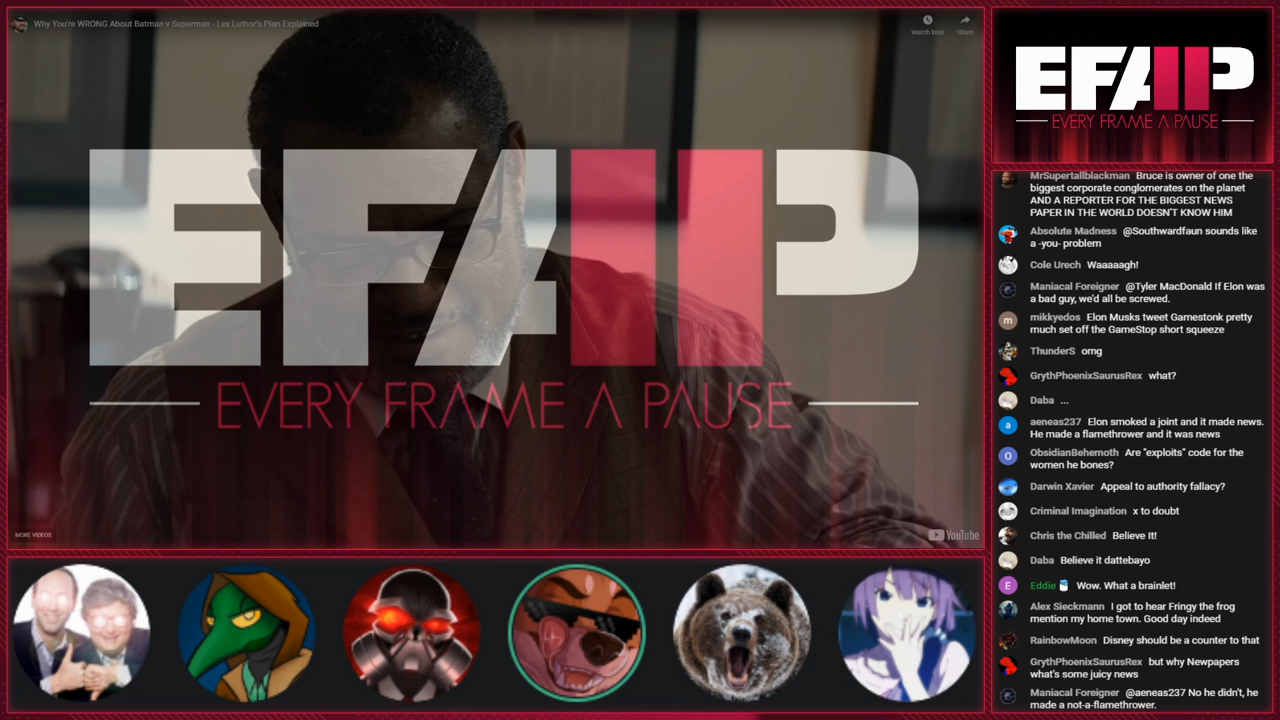 Why You're WRONG About Batman v Superman - Lex Luthor's Plan Explained
Watch later
Share
EFAP
EVERY FRAME A PAUSE
MORE VIDEOS
YouTube
EFAP
EVERY FRAME A PAUSE
MrSupertallblackman Bruce is owner of one the
biggest corporate conglomerates on the planet
AND A REPORTER FOR THE BIGGEST NEWS
PAPER IN THE WORLD DOESN'T KNOW HIM
Absolute Madness @Southwardfaun sounds like
a -you- problem
Cole Urech Waaaaagh!
Maniacal Foreigner @Tyler MacDonald If Elon was
a bad guy, we'd all be screwed.
m
mikkyedos Elon Musks tweet Gamestonk pretty
much set off the GameStop short squeeze
ThunderS omg
GrythPhoenixSaurusRex what?
Daba ...
a
aeneas237 Elon smoked a joint and it made news.
He made a flamethrower and it was news
O
ObsidianBehemoth Are "exploits" code for the
women he bones?
Darwin Xavier Appeal to authority fallacy?
Criminal Imagination x to doubt
Chris the Chilled Believe It!
Daba Believe it dattebayo
E
Eddie Wow. What a brainlet!
Alex Sieckmann I got to hear Fringy the frog
mention my home town. Good day indeed
RainbowMoon Disney should be a counter to that
GrythPhoenixSaurusRex but why Newpapers
what's some juicy news
Maniacal Foreigner @aeneas237 No he didn't, he
made a not-a-flamethrower.